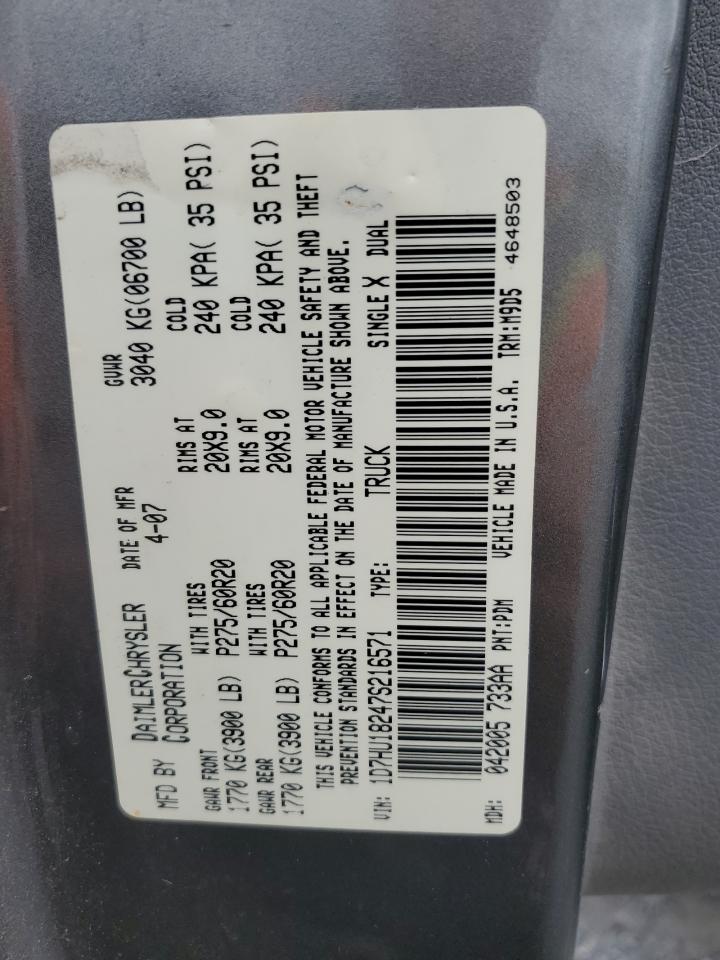 MFD BY DAIMLERCHRYSLER CORPORATION
DATE OF MFR 4-07
GVWR 3040 KG(06700 LB)
GAWR FRONT WITH TIRES RIMS AT COLD
1770 KG(3900 LB) P275/60R20 20X9.0 240 KPA( 35 PSI)
GAWR REAR WITH TIRES RIMS AT COLD
1770 KG(3900 LB) P275/60R20 20X9.0 240 KPA( 35 PSI)
THIS VEHICLE CONFORMS TO ALL APPLICABLE FEDERAL MOTOR VEHICLE SAFETY AND THEFT
PREVENTION STANDARDS IN EFFECT ON THE DATE OF MANUFACTURE SHOWN ABOVE.
VIN: 1D7HU18247S216571 TYPE: TRUCK SINGLE X DUAL
MDH: 042005 733AA PNT:PDM VEHICLE MADE IN U.S.A. TRM:M9D5 4648503